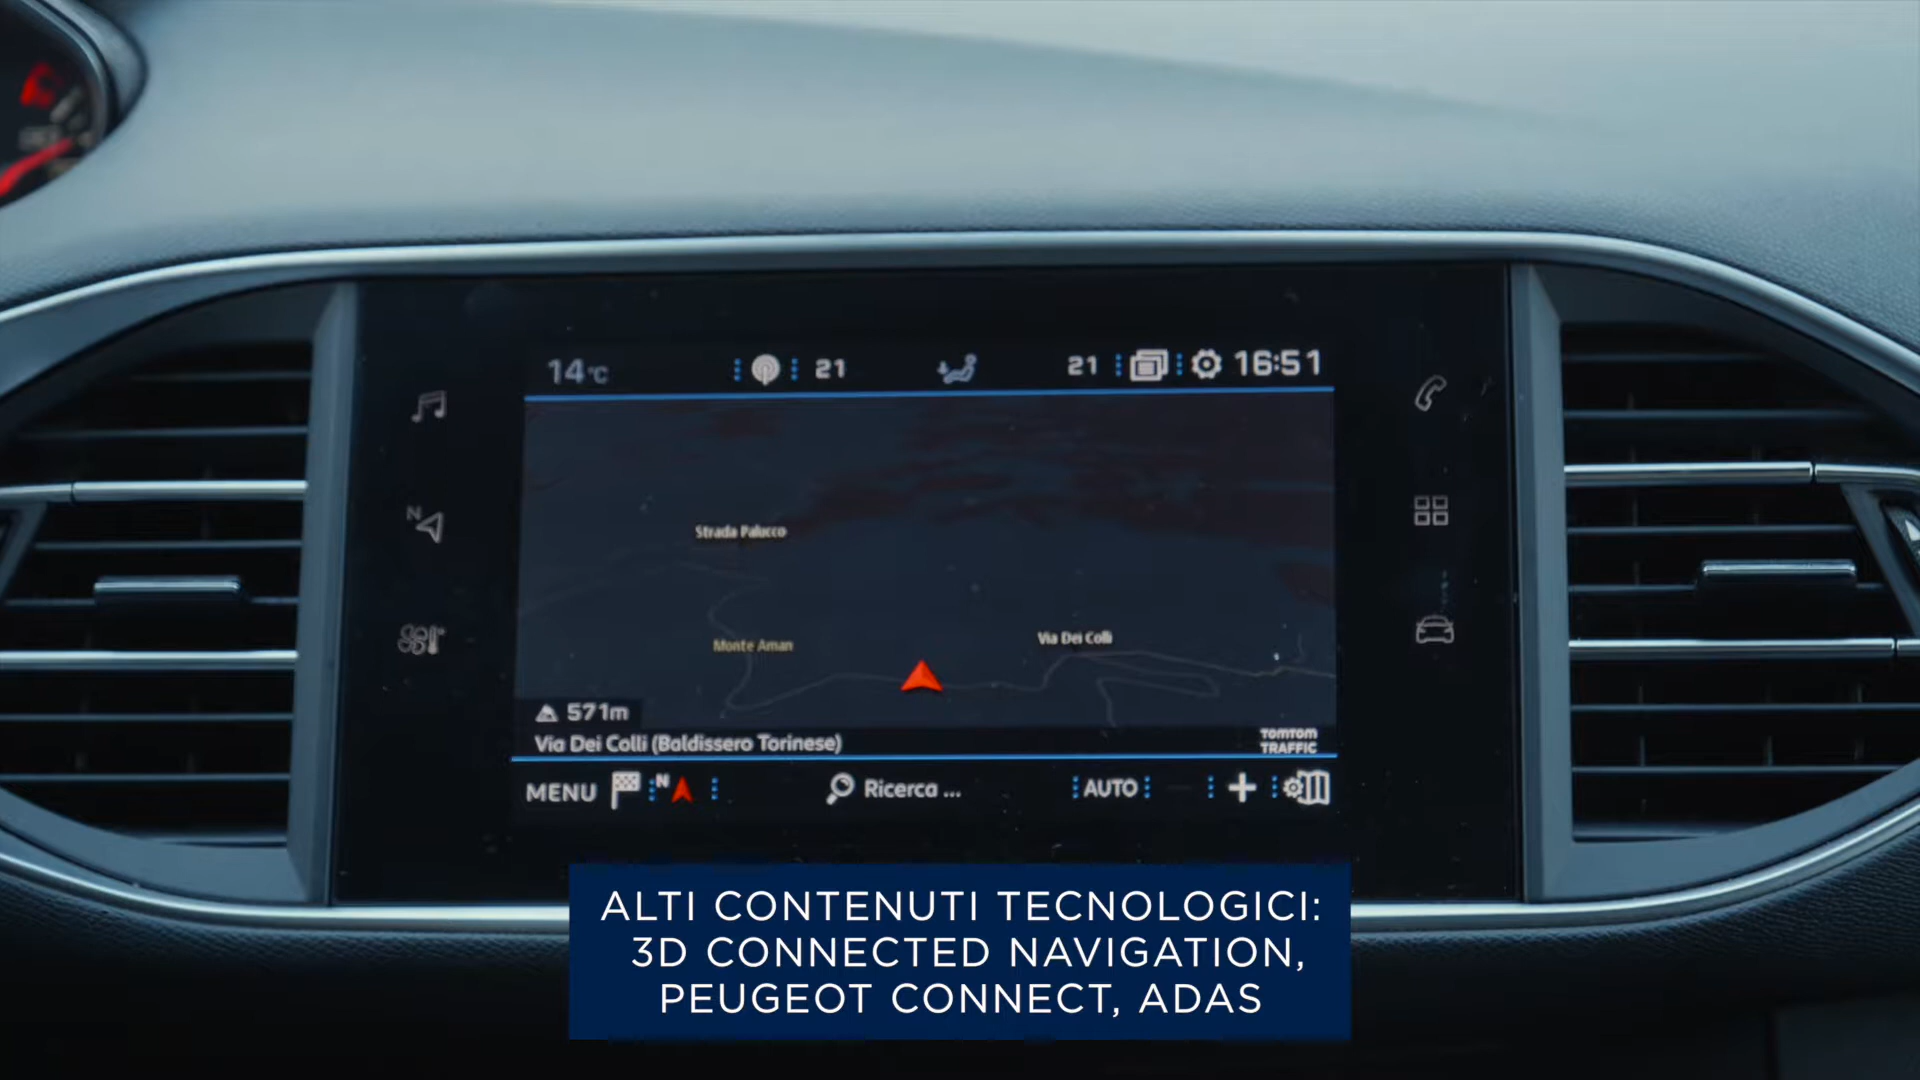 14°C 21 21 16:51
N
Strada Palucco
Via Dei Colli
Monte Aman
571m
Via Dei Colli (Baldissero Torinese)
TOMTOM
TRAFFIC
MENU N Ricerca ... AUTO
ALTI CONTENUTI TECNOLOGICI:
3D CONNECTED NAVIGATION,
PEUGEOT CONNECT, ADAS